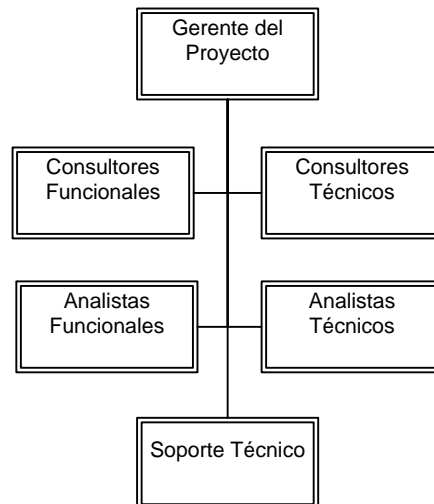 Gerente del
Proyecto
Consultores
Funcionales
Consultores
Técnicos
Analistas
Funcionales
Analistas
Técnicos
Soporte Técnico